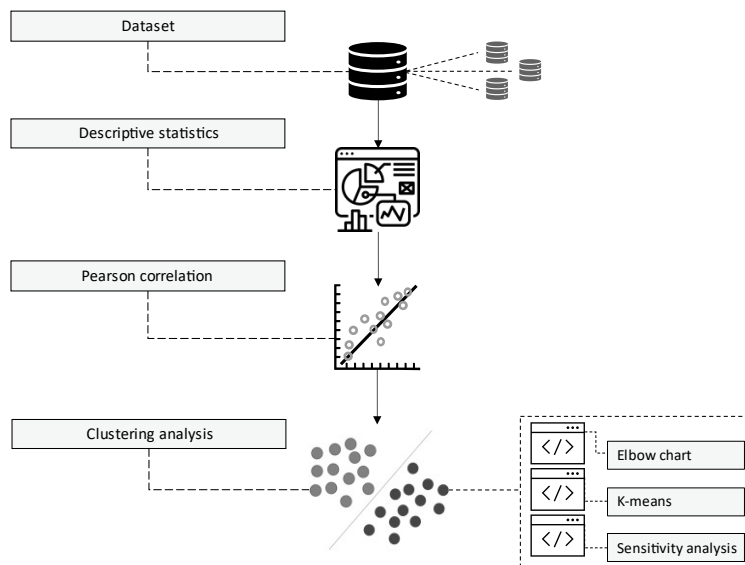 Dataset
Descriptive statistics
Pearson correlation
Clustering analysis
</>
Elbow chart
</>
K-means
</>
Sensitivity analysis